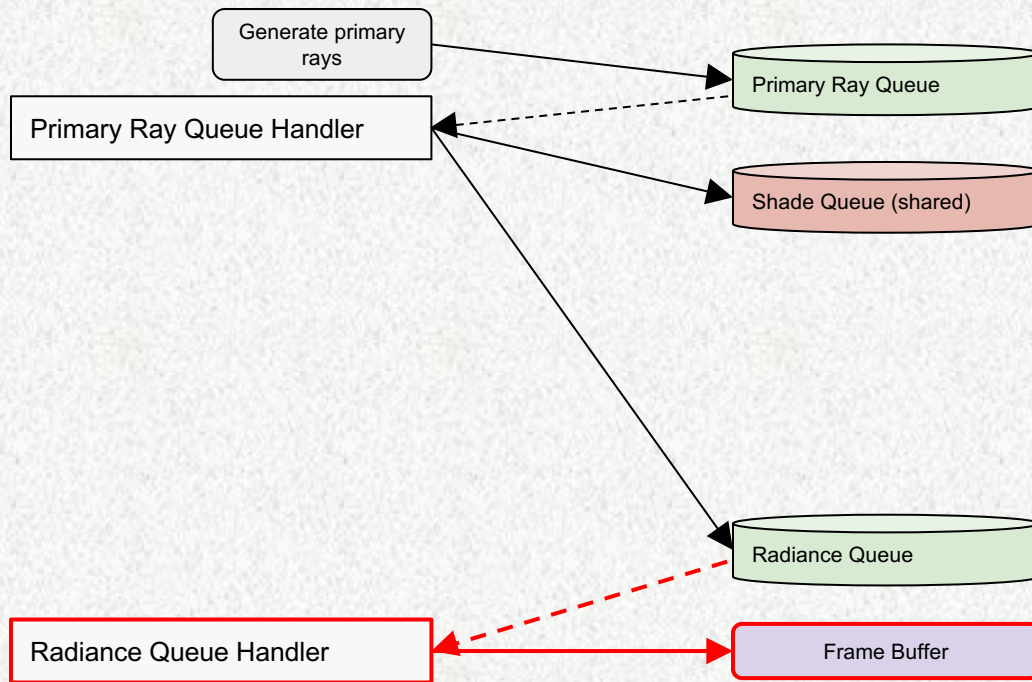 Generate primary
rays
Primary Ray Queue
Primary Ray Queue Handler
Shade Queue (shared)
Radiance Queue
Radiance Queue Handler
Frame Buffer